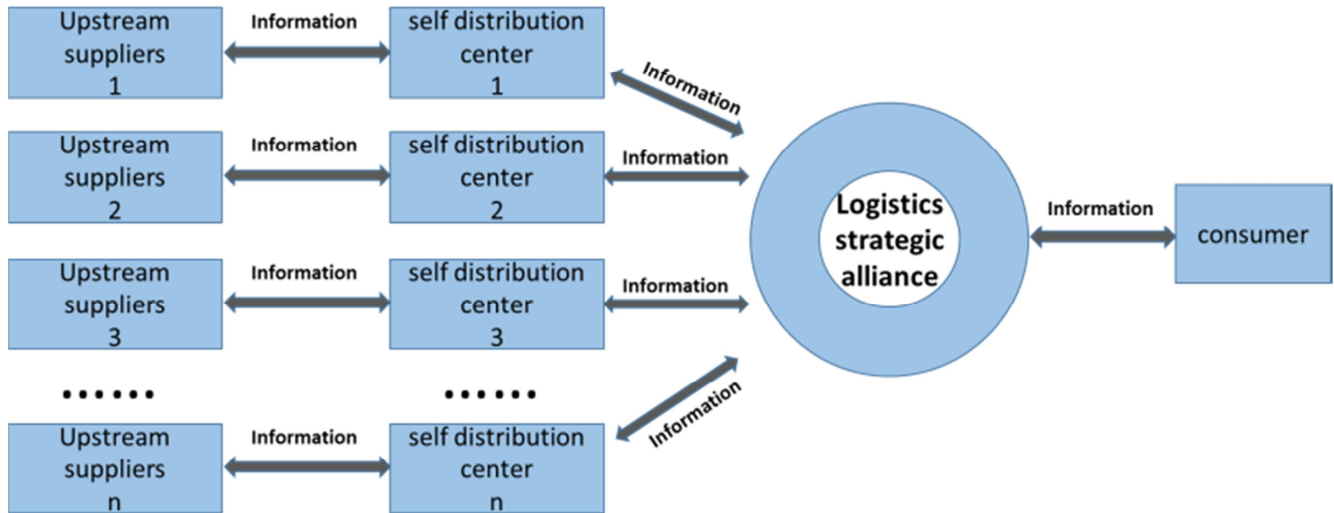 Upstream
suppliers
1
Information
self distribution
center
1
Information
Upstream
suppliers
2
Information
self distribution
center
2
Information
Upstream
suppliers
3
Information
self distribution
center
3
Information
......
......
Upstream
suppliers
n
Information
self distribution
center
n
Information
Logistics
strategic
alliance
Information
consumer